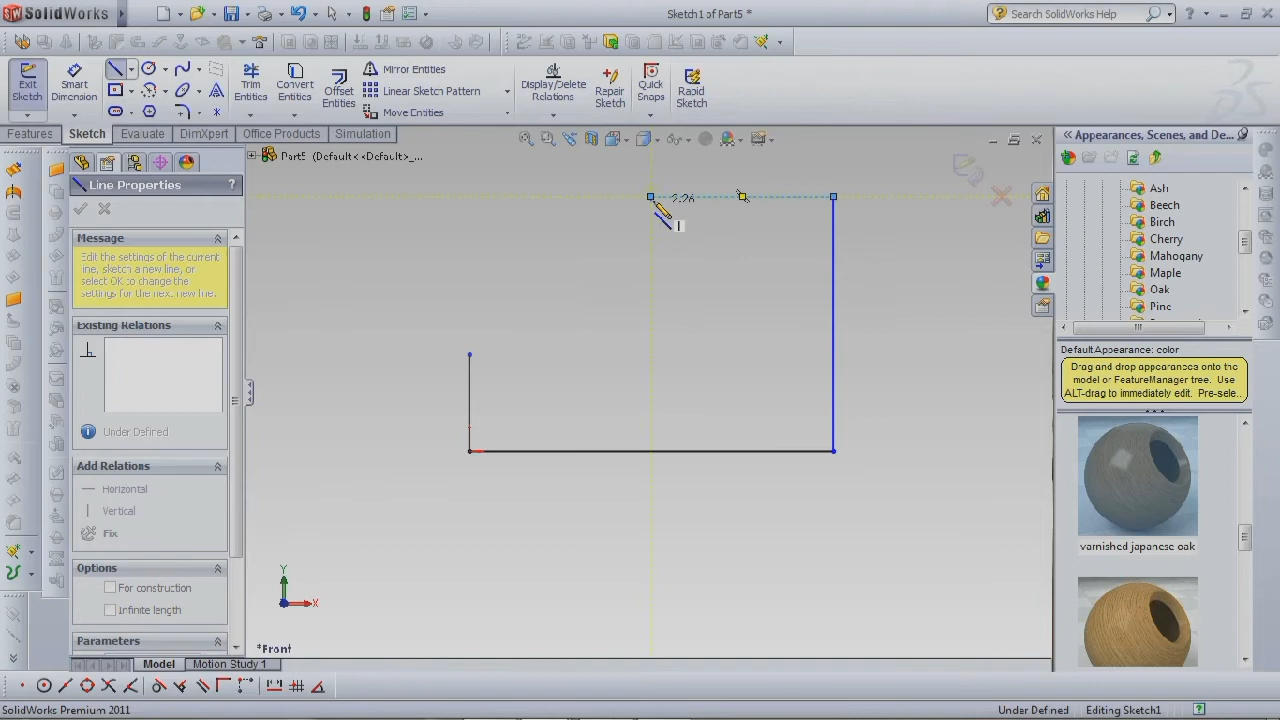 SolidWorks
Sketch1 of Part5 *
Search SolidWorks Help
Exit Sketch
Smart Dimension
Trim Entities
Convert Entities
Offset Entities
Mirror Entities
Linear Sketch Pattern
Move Entities
Display/Delete Relations
Repair Sketch
Quick Snaps
Rapid Sketch
Features
Sketch
Evaluate
DimXpert
Office Products
Simulation
Part5 (Default<<Default>_...
Appearances, Scenes, and De...
Line Properties
?
Message
Edit the settings of the current
line, sketch a new line, or
select OK to change the
settings for the next new line.
Existing Relations
Under Defined
Add Relations
Horizontal
Vertical
Fix
Options
For construction
Infinite length
Parameters
Y
X
*Front
Ash
Beech
Birch
Cherry
Mahogany
Maple
Oak
Pine
DefaultAppearance: color
Drag and drop appearances onto the
model or FeatureManager tree. Use
ALT-drag to immediately edit. Pre-sele..
varnished japanese oak
Model
Motion Study 1
SolidWorks Premium 2011
Under Defined
Editing Sketch1